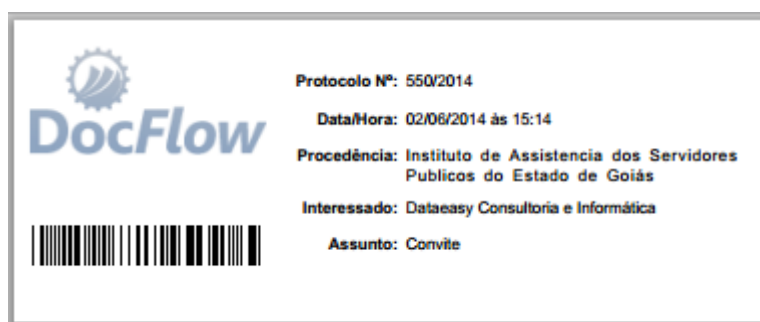 DocFlow
Protocolo Nº: 550/2014
Data/Hora: 02/06/2014 às 15:14
Procedência: Instituto de Assistencia dos Servidores
Publicos do Estado de Goiás
Interessado: Dataeasy Consultoria e Informática
Assunto: Convite